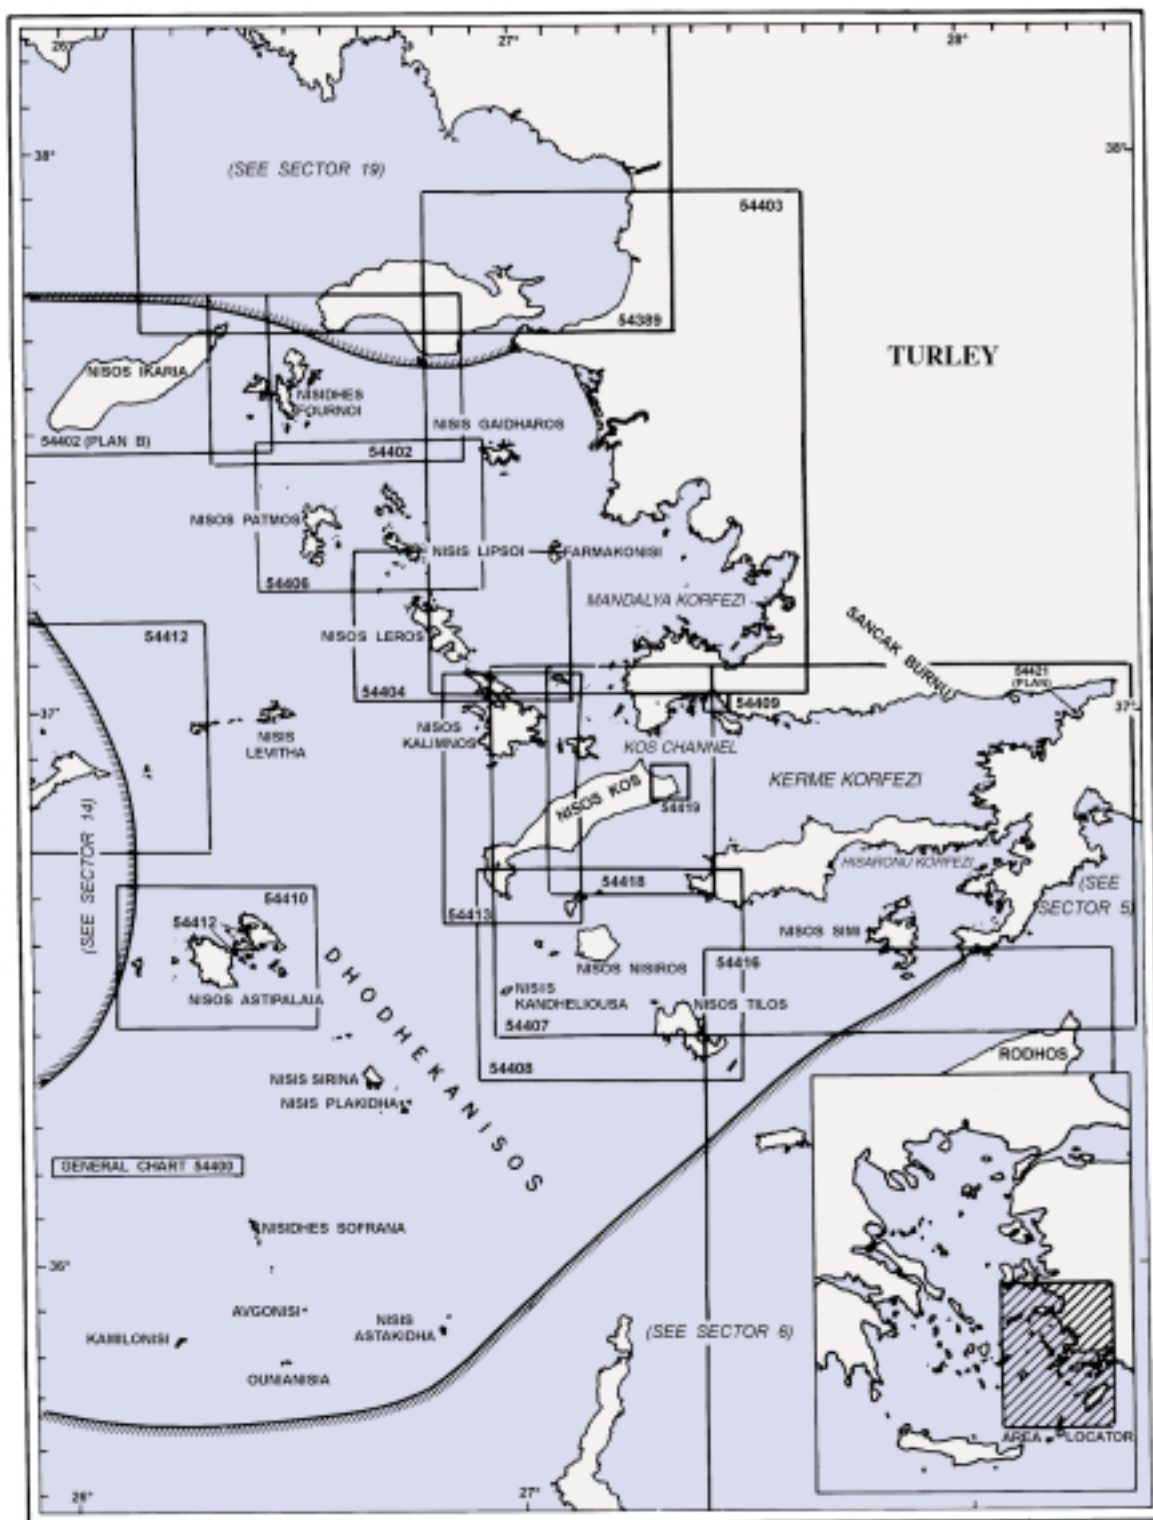 26°
27°
28°
38°
38°
(SEE SECTOR 19)
54403
54389
TURLEY
NISOS IKARIA
NISIDHES
FOURNOI
NISIS GAIDHAROS
54402 (PLAN B)
54402
NISOS PATMOS
NISIS LIPSOI
FARMAKONISI
54406
MANDALYA KORFEZI
SANCAK BURNU
54412
NISOS LEROS
54421
(PLAN)
54404
54409
37°
37°
NISIS
LEVITHA
NISOS
KALIMNOS
KOS CHANNEL
KERME KORFEZI
NISOS KOS
54419
(SEE SECTOR 14)
HISARONU KORFEZI
54418
(SEE
SECTOR 5)
54410
54413
54412
NISOS SIMI
54416
NISOS NISIROS
NISOS ASTIPALAIA
NISIS
KANDHELIOUSA
NISOS TILOS
54407
DHODHEKANISOS
RODHOS
54408
NISIS SIRINA
NISIS PLAKIDHA
GENERAL CHART 54400
NISIDHES SOFRANA
36°
AVGONISI
NISIS
ASTAKIDHA
KAMILONISI
(SEE SECTOR 6)
OUNIANISIA
AREA LOCATOR
26°
27°